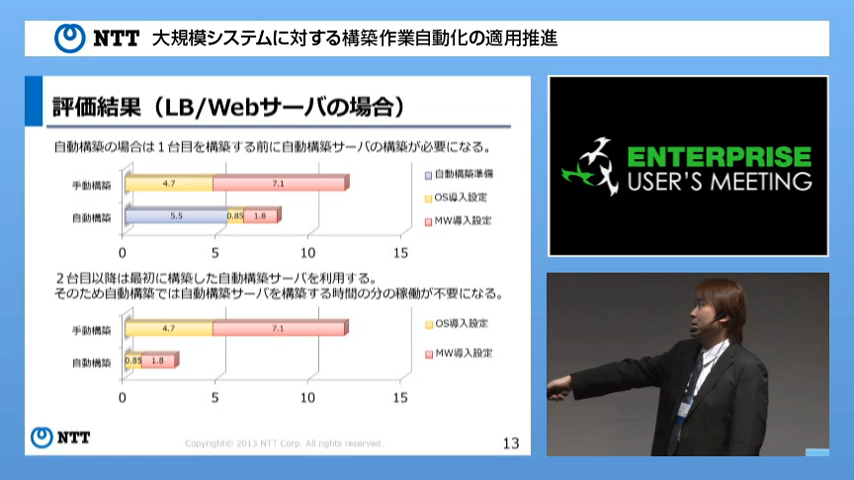 NTT 大規模システムに対する構築作業自動化の適用推進
評価結果（LB/Webサーバの場合）
自動構築の場合は１台目を構築する前に自動構築サーバの構築が必要になる。
手動構築 4.7 7.1
自動構築 5.5 0.85 1.8
0 5 10 15
自動構築準備
OS導入設定
MW導入設定
２台目以降は最初に構築した自動構築サーバを利用する。
そのため自動構築では自動構築サーバを構築する時間の分の稼働が不要になる。
手動構築 4.7 7.1
自動構築 0.85 1.8
0 5 10 15
OS導入設定
MW導入設定
NTT
Copyright© 2013 NTT Corp. All rights reserved.
13
ENTERPRISE
USER'S MEETING